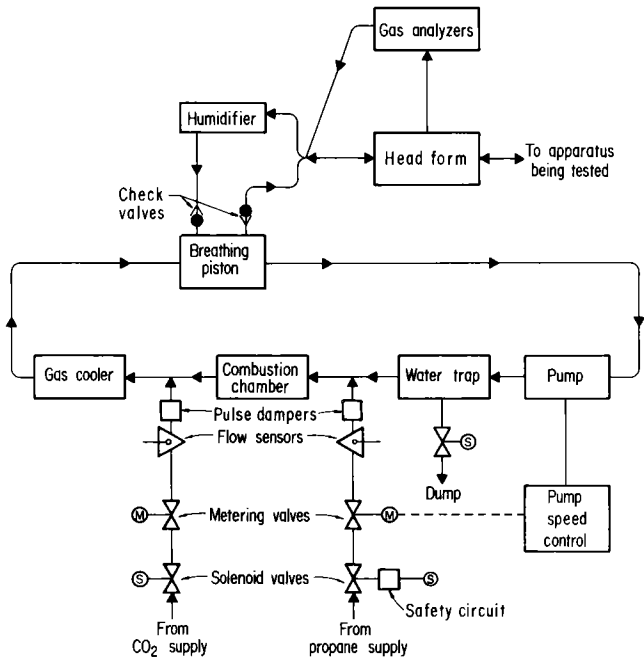 Gas analyzers
Humidifier
Head form
To apparatus
being tested
Check
valves
Breathing
piston
Gas cooler
Combustion
chamber
Water trap
Pump
Pulse dampers
Flow sensors
S
Dump
Pump
speed
control
M
Metering valves
M
S
Solenoid valves
S
Safety circuit
From
CO₂ supply
From
propane supply